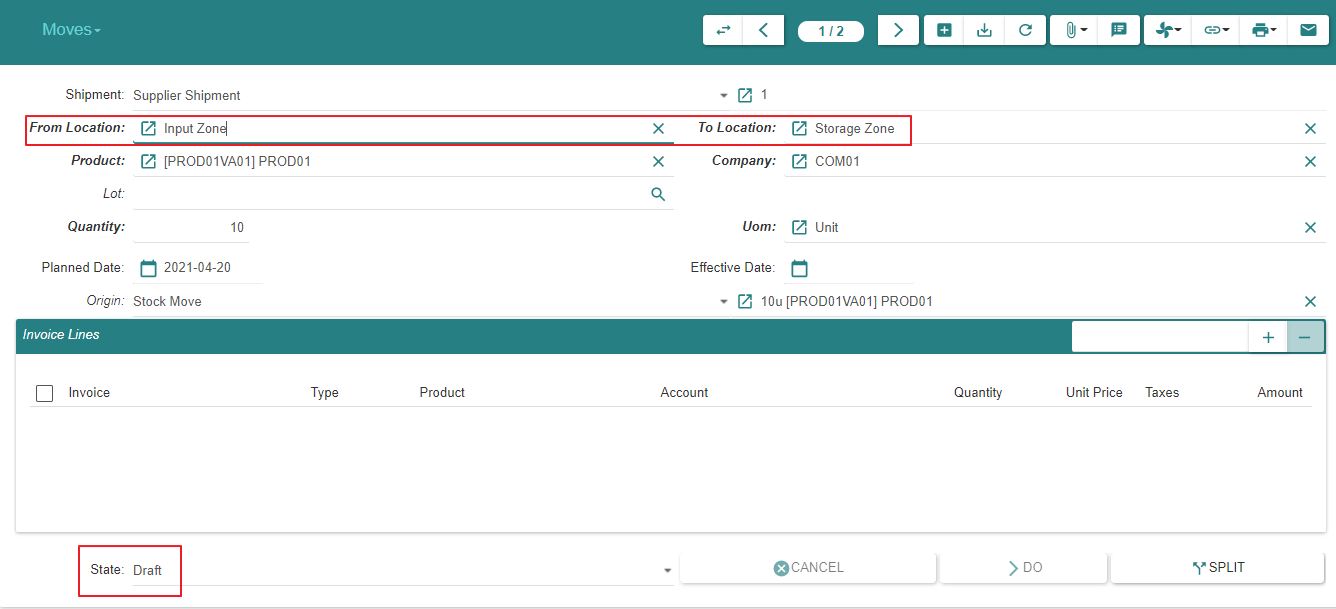 Moves
1 / 2
Shipment: Supplier Shipment 1
From Location: Input Zone To Location: Storage Zone
Product: [PROD01VA01] PROD01 Company: COM01
Lot:
Quantity: 10 Uom: Unit
Planned Date: 2021-04-20 Effective Date:
Origin: Stock Move 10u [PROD01VA01] PROD01
Invoice Lines
Invoice Type Product Account Quantity Unit Price Taxes Amount
State: Draft CANCEL DO SPLIT